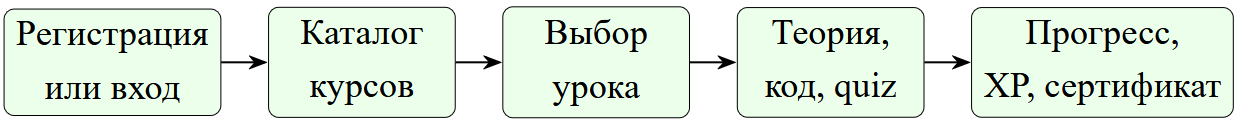 Регистрация
или вход
Каталог
курсов
Выбор
урока
Теория,
код, quiz
Прогресс,
XP, сертификат